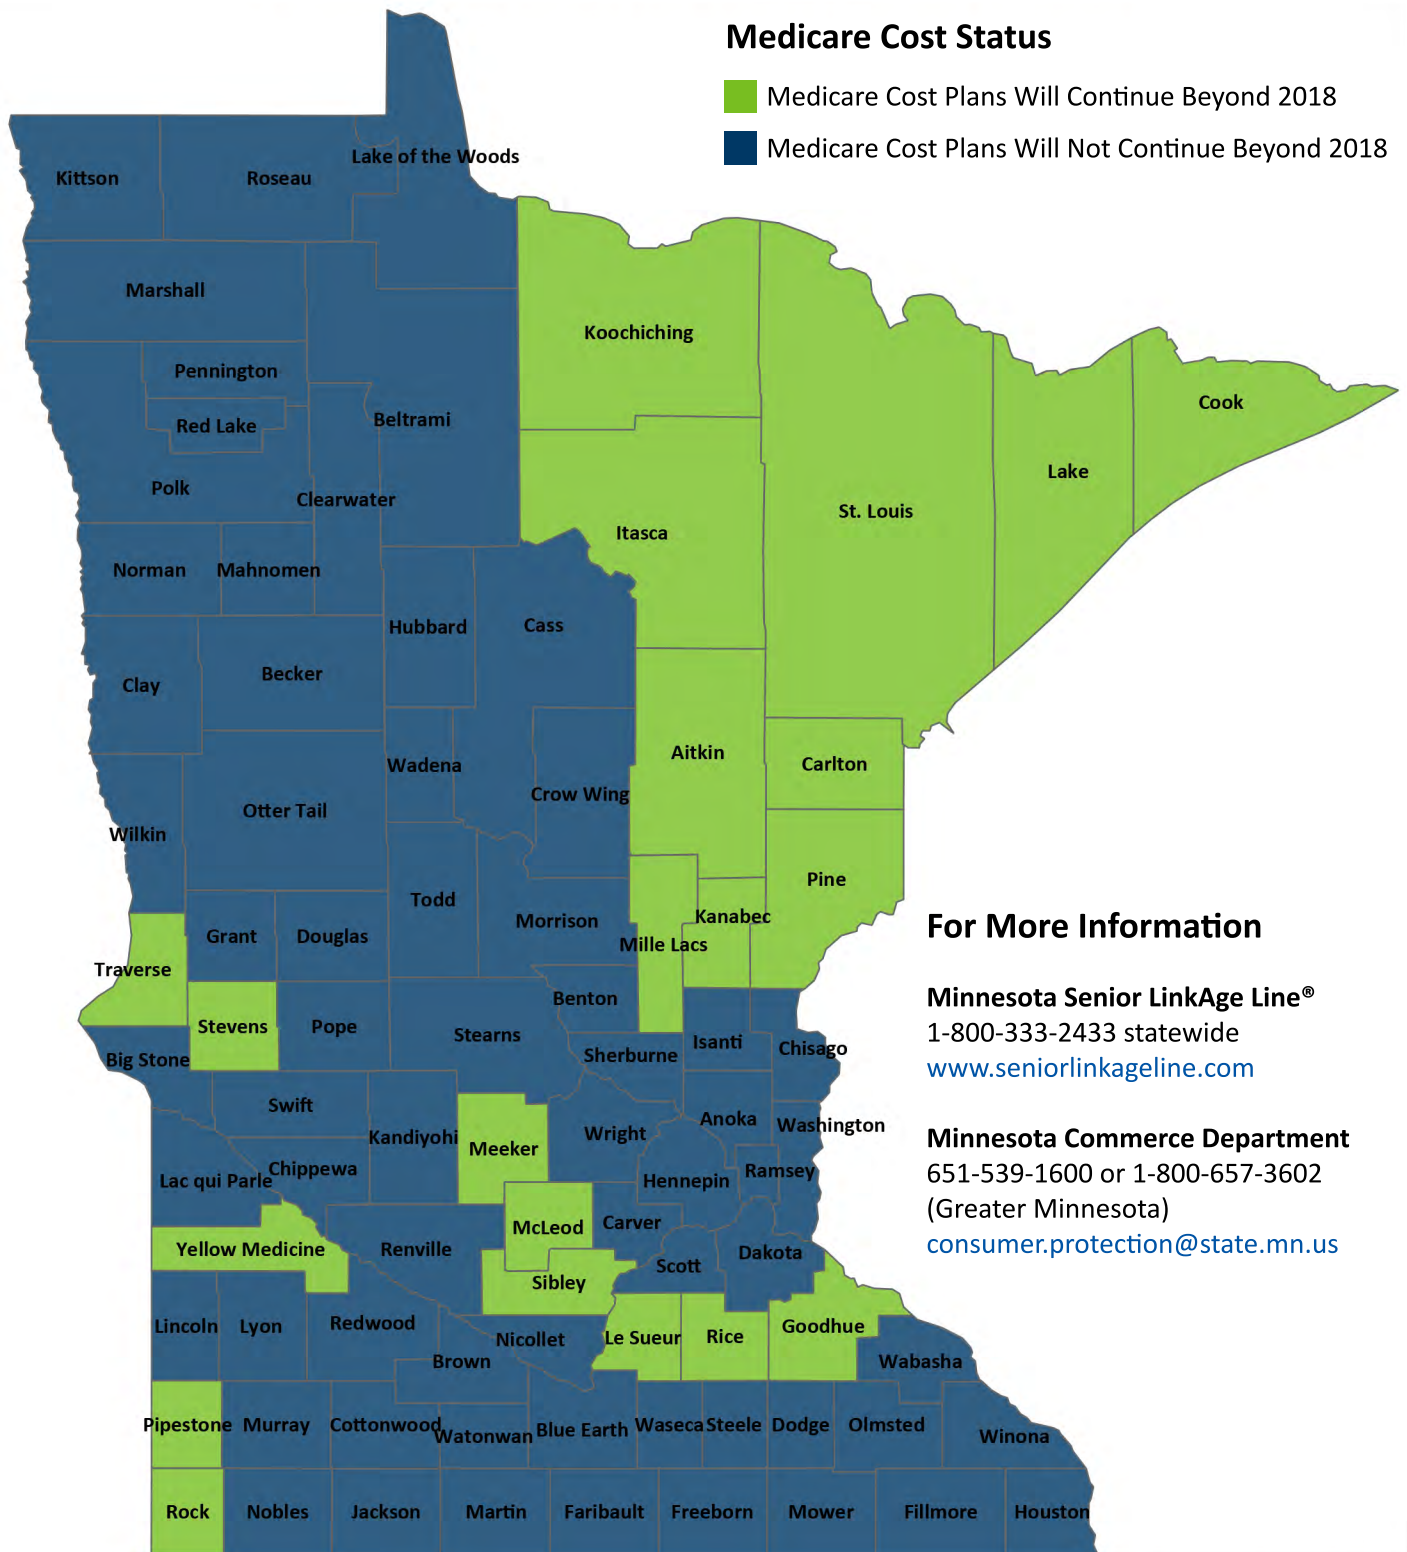 Medicare Cost Status
Medicare Cost Plans Will Continue Beyond 2018
Medicare Cost Plans Will Not Continue Beyond 2018
Lake of the Woods
Kittson
Roseau
Marshall
Koochiching
Pennington
Cook
Beltrami
Red Lake
Lake
Polk
Clearwater
St. Louis
Itasca
Norman
Mahnomen
Hubbard
Cass
Becker
Clay
Aitkin
Carlton
Wadena
Crow Wing
Otter Tail
Wilkin
Pine
Todd
Kanabec
Morrison
Grant
Douglas
Mille Lacs
Traverse
Benton
Stevens
Pope
Stearns
Isanti
Chisago
Sherburne
Big Stone
Swift
Anoka
Washington
Wright
Kandiyohi
Meeker
Chippewa
Ramsey
Lac qui Parle
Hennepin
Carver
McLeod
Yellow Medicine
Renville
Dakota
Scott
Sibley
Redwood
Lincoln
Lyon
Goodhue
Nicollet
Le Sueur
Rice
Brown
Wabasha
Pipestone
Murray
Cottonwood
Watonwan
Blue Earth
Waseca
Steele
Dodge
Olmsted
Winona
Rock
Nobles
Jackson
Martin
Faribault
Freeborn
Mower
Fillmore
Houston
For More Information
Minnesota Senior LinkAge Line®
1-800-333-2433 statewide
www.seniorlinkageline.com
Minnesota Commerce Department
651-539-1600 or 1-800-657-3602
(Greater Minnesota)
consumer.protection@state.mn.us